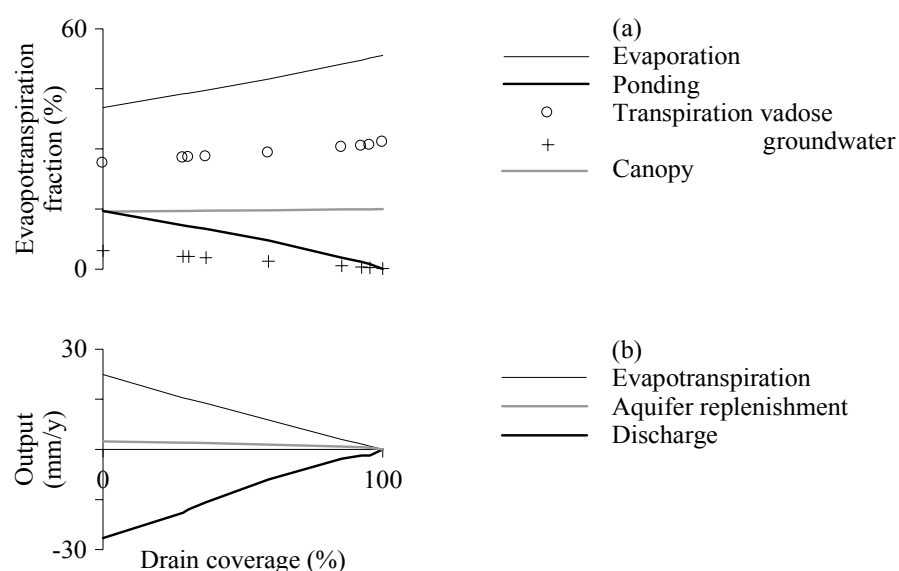 60
Evaopotranspiration
fraction (%)
0
(a)
Evaporation
Ponding
Transpiration vadose
groundwater
Canopy
30
Output
(mm/y)
0
100
-30
Drain coverage (%)
(b)
Evapotranspiration
Aquifer replenishment
Discharge